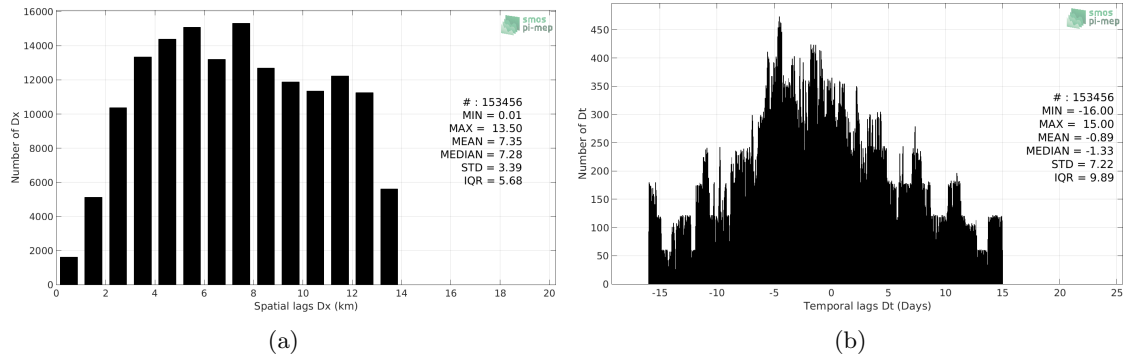 16000
14000
12000
10000
8000
6000
4000
2000
0
Number of Dx
0 2 4 6 8 10 12 14 16 18 20
Spatial lags Dx (km)
smos
pi-mep
# : 153456
MIN = 0.01
MAX = 13.50
MEAN = 7.35
MEDIAN = 7.28
STD = 3.39
IQR = 5.68
(a)
450
400
350
300
250
200
150
100
50
0
Number of Dt
-15 -10 -5 0 5 10 15 20 25
Temporal lags Dt (Days)
smos
pi-mep
# : 153456
MIN = -16.00
MAX = 15.00
MEAN = -0.89
MEDIAN = -1.33
STD = 7.22
IQR = 9.89
(b)